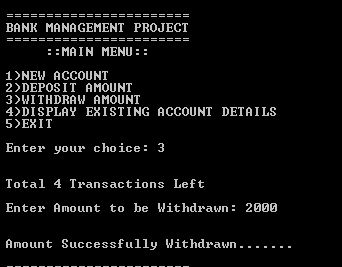 =======================
BANK MANAGEMENT PROJECT
=======================
::MAIN MENU::
1)NEW ACCOUNT
2)DEPOSIT AMOUNT
3)WITHDRAW AMOUNT
4)DISPLAY EXISTING ACCOUNT DETAILS
5)EXIT
Enter your choice: 3
Total 4 Transactions Left
Enter Amount to be Withdrawn: 2000
Amount Successfully Withdrawn.......
=======================